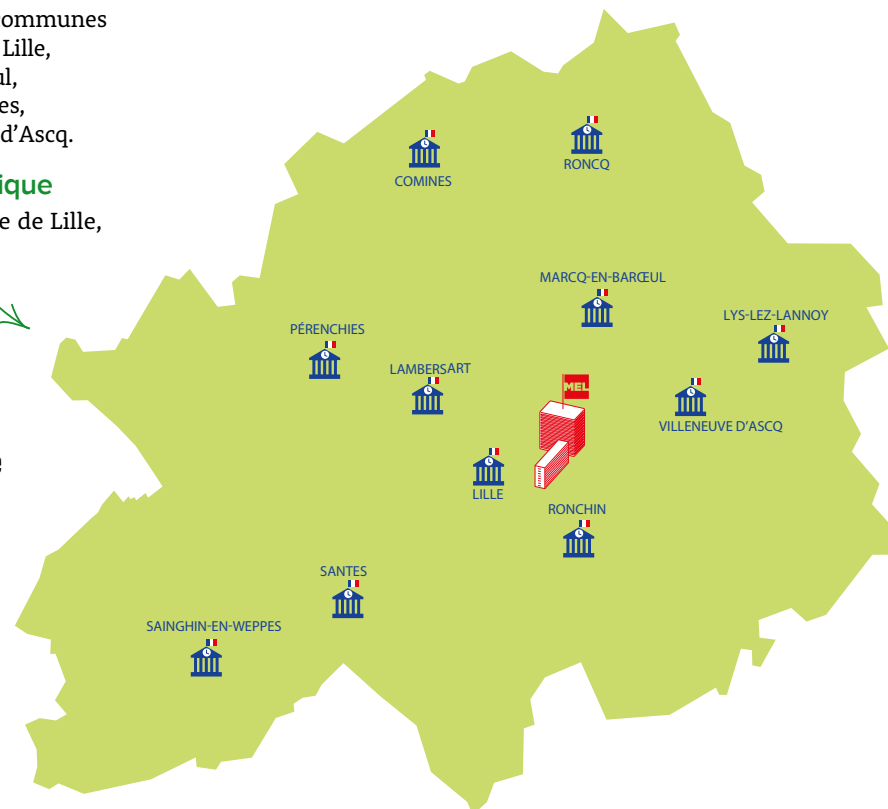 communes
Lille,
ul,
es,
d’Ascq.
ique
e de Lille,
e
COMINES
RONCQ
MARCQ-EN-BARŒUL
LYS-LEZ-LANNOY
PÉRENCHIES
LAMBERSART
MEL
VILLENEUVE D’ASCQ
LILLE
RONCHIN
SANTES
SAINGHIN-EN-WEPPES